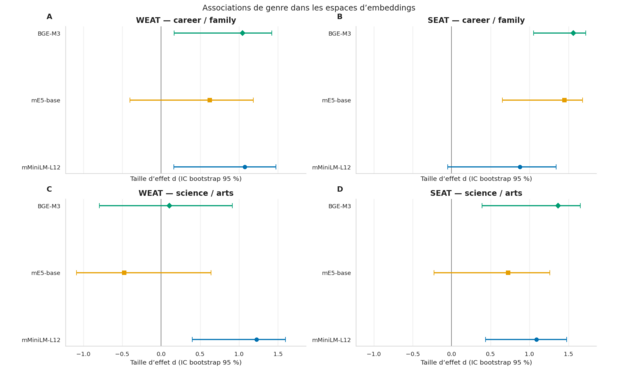 Associations de genre dans les espaces d'embeddings
A
WEAT — career / family
BGE-M3
mE5-base
mMiniLM-L12
Taille d'effet d (IC bootstrap 95 %)
B
SEAT — career / family
BGE-M3
mE5-base
mMiniLM-L12
Taille d'effet d (IC bootstrap 95 %)
C
WEAT — science / arts
BGE-M3
mE5-base
mMiniLM-L12
−1.0 −0.5 0.0 0.5 1.0 1.5
Taille d'effet d (IC bootstrap 95 %)
D
SEAT — science / arts
BGE-M3
mE5-base
mMiniLM-L12
−1.0 −0.5 0.0 0.5 1.0 1.5
Taille d'effet d (IC bootstrap 95 %)